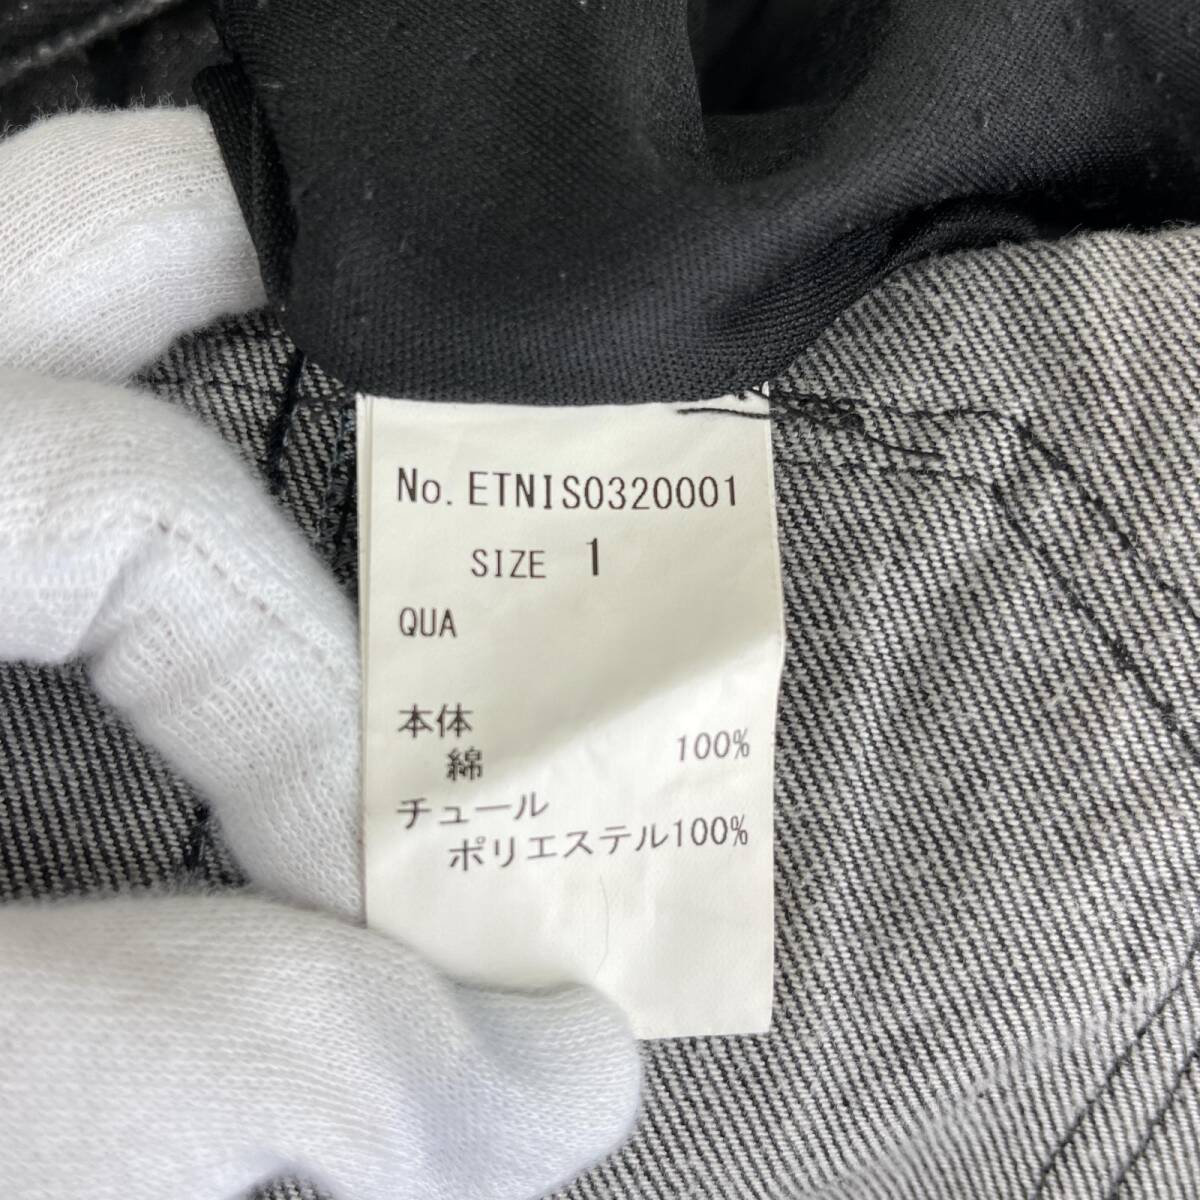 No. ETNIS0320001
SIZE 1
QUA
本体
綿 100%
チュール
ポリエステル100%